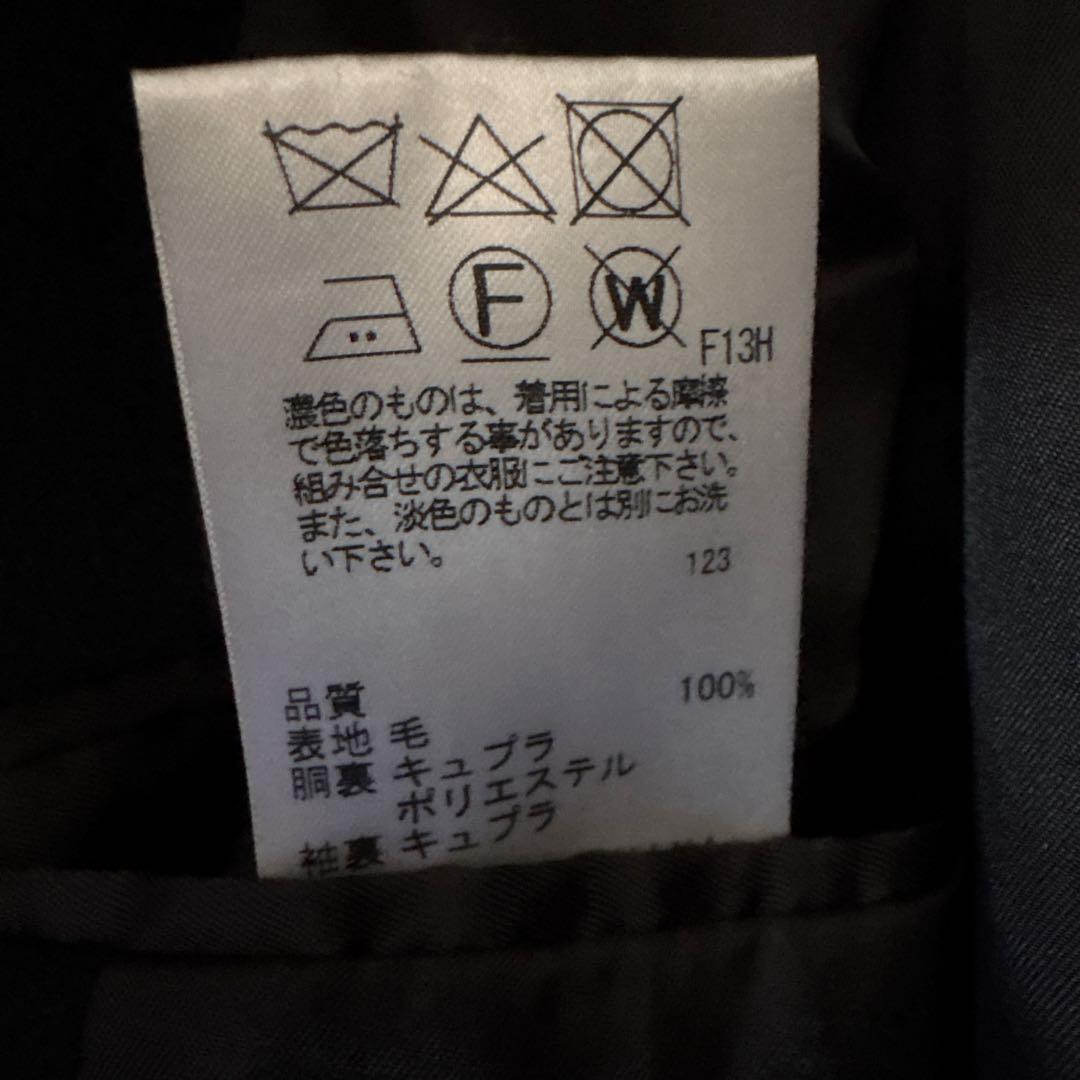 F
W
F13H
濃色のものは、着用による摩擦
で色落ちする事がありますので、
組み合せの衣服にご注意下さい。
また、淡色のものとは別にお洗
い下さい。
123
品質
表地 毛 100%
胴裏 キュプラ
ポリエステル
袖裏 キュプラ